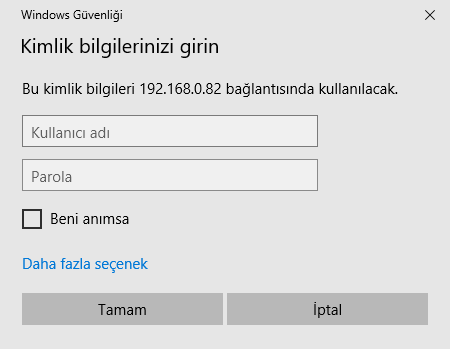 Windows Güvenliği
Kimlik bilgilerinizi girin
Bu kimlik bilgileri 192.168.0.82 bağlantısında kullanılacak.
Kullanıcı adı
Parola
Beni anımsa
Daha fazla seçenek
Tamam
İptal